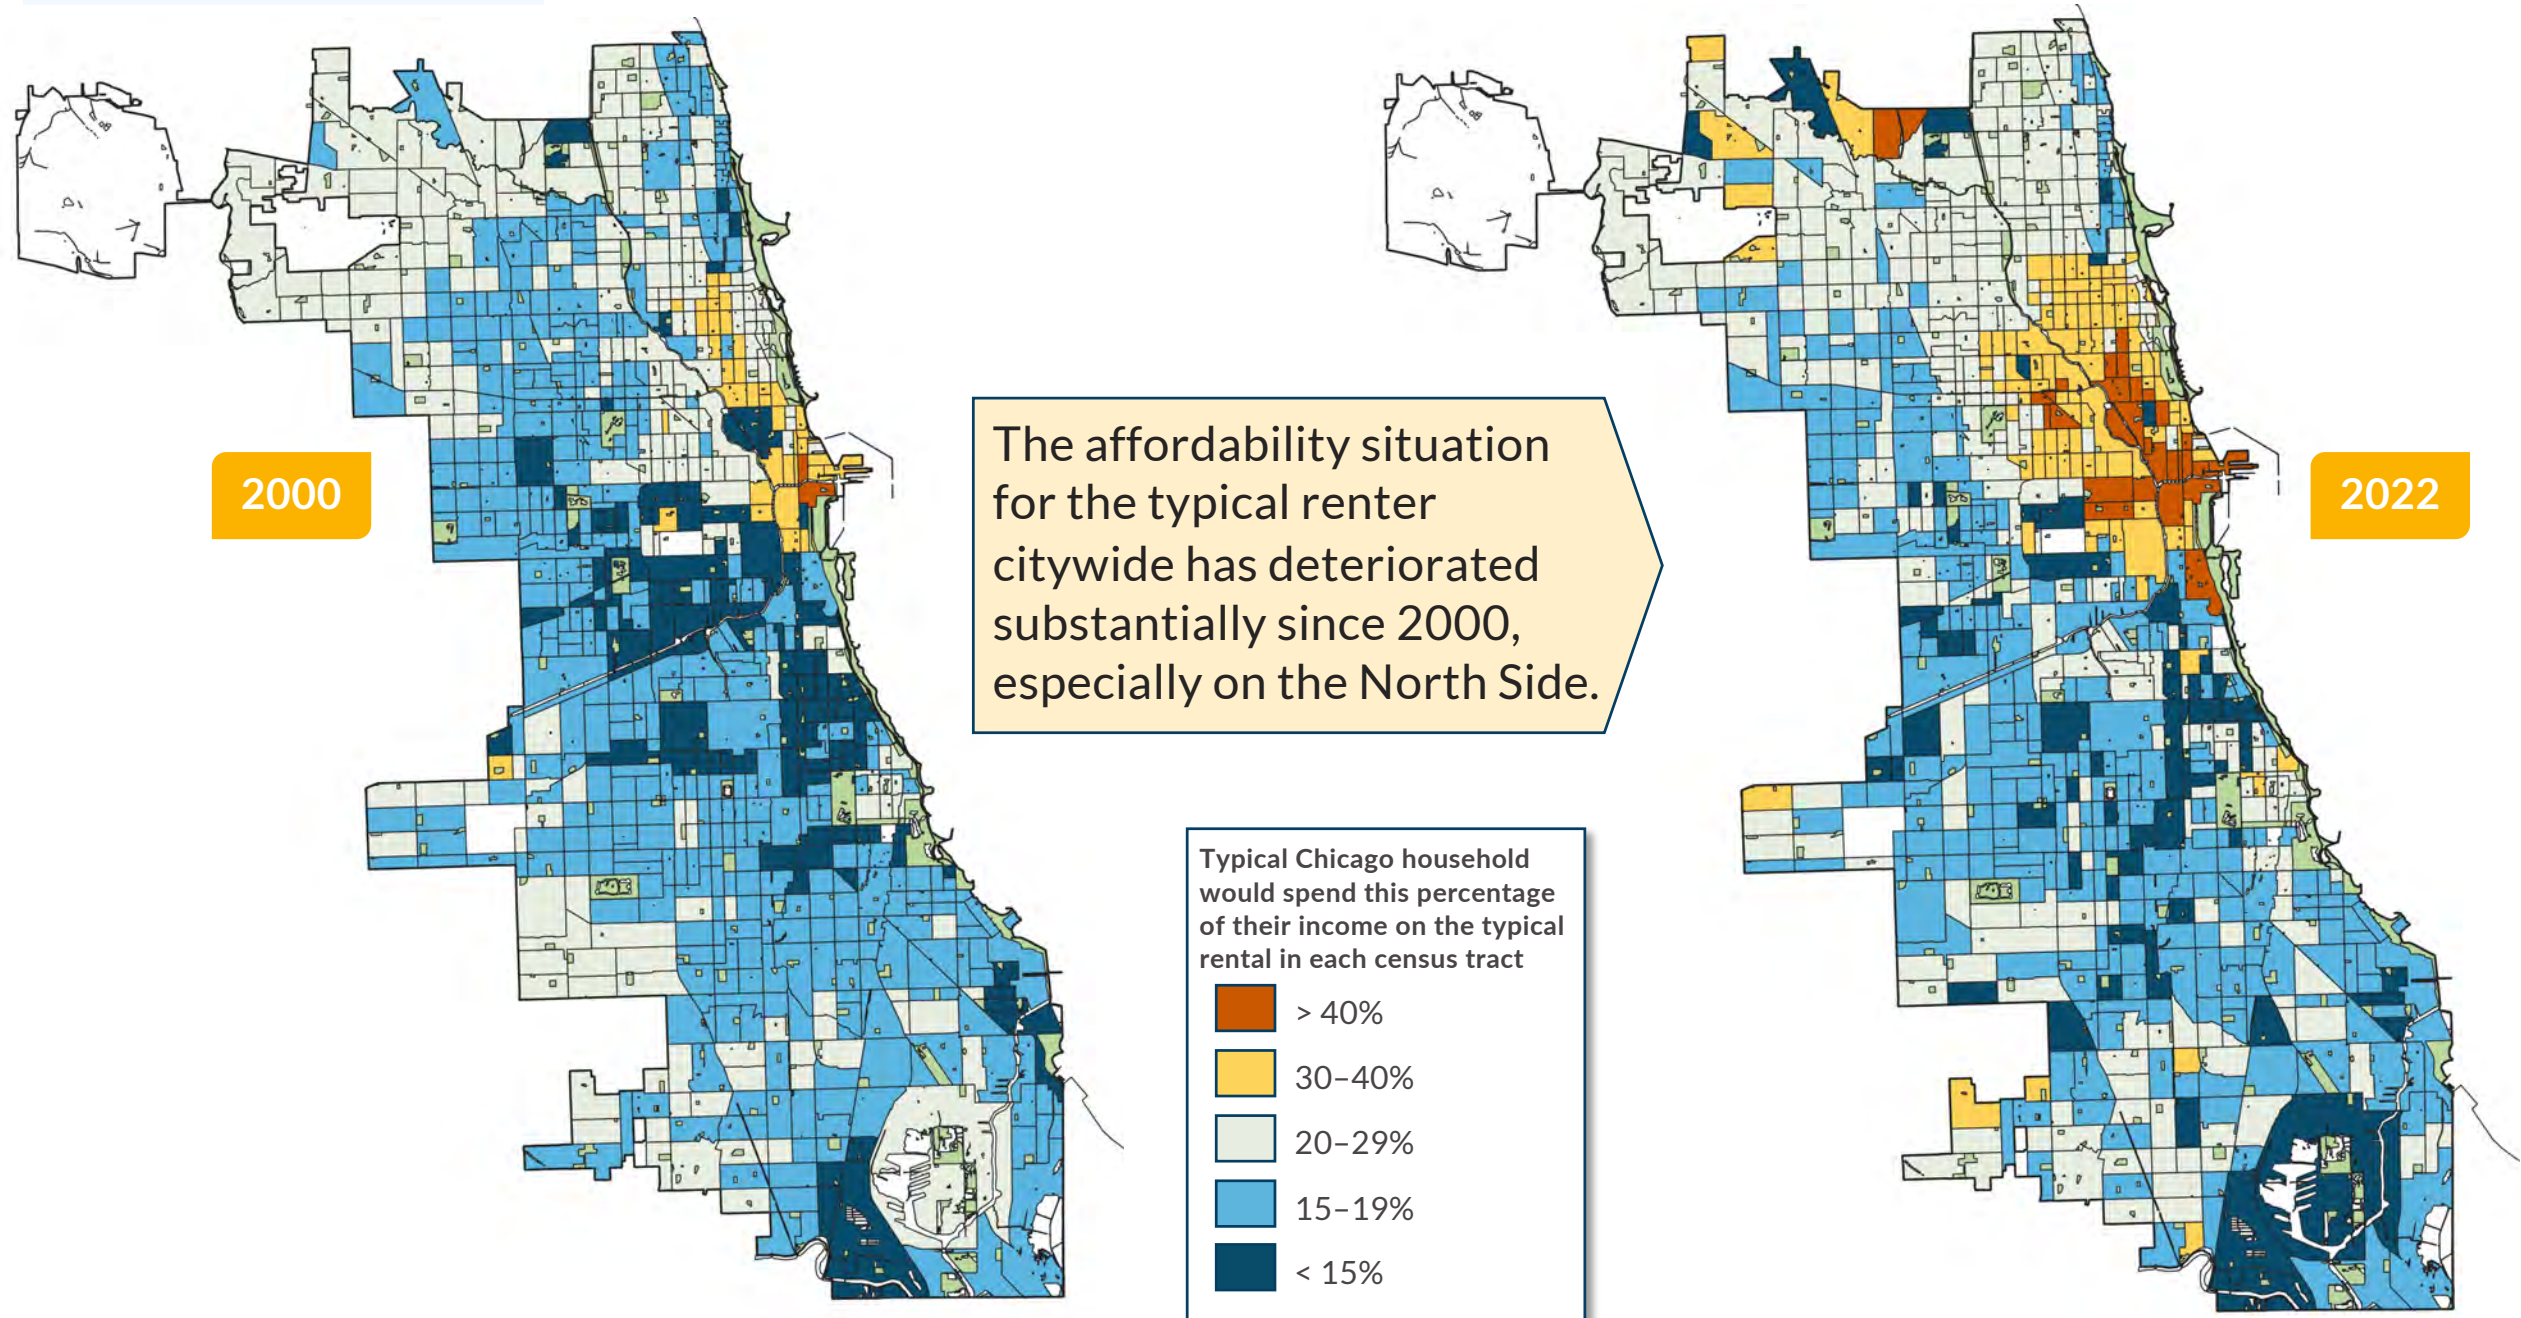 2000
The affordability situation
for the typical renter
citywide has deteriorated
substantially since 2000,
especially on the North Side.
2022
Typical Chicago household
would spend this percentage
of their income on the typical
rental in each census tract
> 40%
30–40%
20–29%
15–19%
< 15%